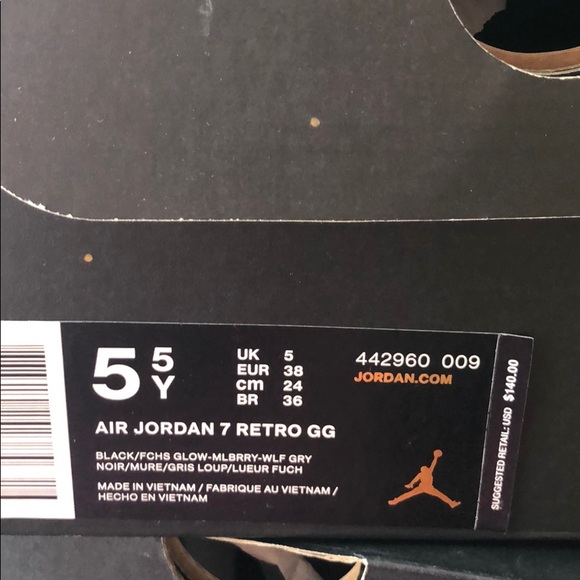 5 5 Y
UK 5
EUR 38
cm 24
BR 36
442960 009
JORDAN.COM
AIR JORDAN 7 RETRO GG
BLACK/FCHS GLOW-MLBRRY-WLF GRY
NOIR/MURE/GRIS LOUP/LUEUR FUCH
MADE IN VIETNAM / FABRIQUE AU VIETNAM /
HECHO EN VIETNAM
SUGGESTED RETAIL: USD $140.00